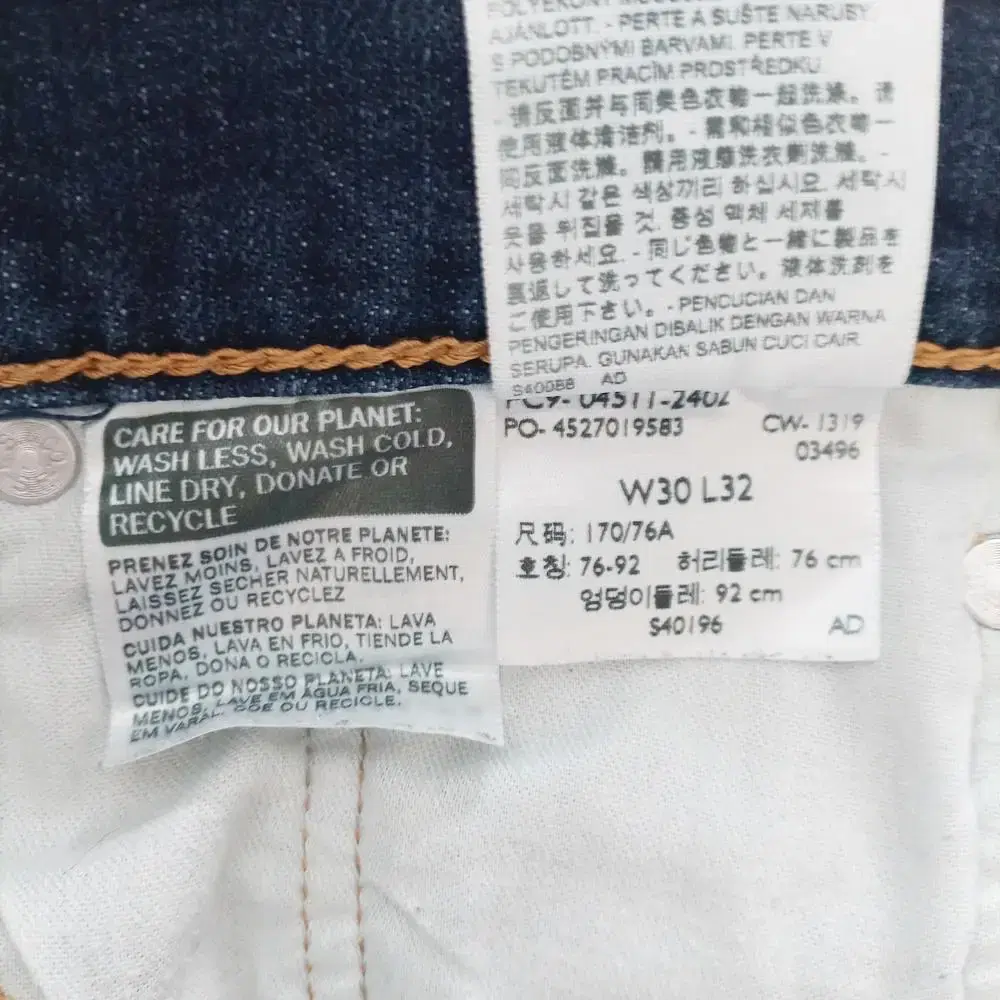 AJÁNLOTT. - PERTE A SUŠTE NARUBY
S PODOBNÝMI BARVAMI. PERTE V
TEKUTÉM PRACÍM PROSTŘEDKU.
- 请反面并与同类色衣物一起洗涤。请
使用液体清洁剂。- 需和相似色衣物一
同反面洗滌。請用液態洗衣劑洗滌。-
세탁시 같은 색상끼리 하십시요. 세탁시
옷을 뒤집을 것. 중성 액체 세제를
사용하세요. - 同じ色物と一緒に製品を
裏返して洗ってください。液体洗剤を
ご使用下さい。- PENCUCIAN DAN
PENGERINGAN DIBALIK DENGAN WARNA
SERUPA. GUNAKAN SABUN CUCI CAIR.
S40088 AD
PC9- 04511-2402
PO- 4527019583 CW- 1319
03496
W30 L32
尺码: 170/76A
호칭: 76-92 허리둘레: 76 cm
엉덩이둘레: 92 cm
S40196 AD
CARE FOR OUR PLANET:
WASH LESS, WASH COLD,
LINE DRY, DONATE OR
RECYCLE
PRENEZ SOIN DE NOTRE PLANETE:
LAVEZ MOINS, LAVEZ A FROID,
LAISSEZ SECHER NATURELLEMENT,
DONNEZ OU RECYCLEZ
CUIDA NUESTRO PLANETA: LAVA
MENOS, LAVA EN FRIO, TIENDE LA
ROPA, DONA O RECICLA.
CUIDE DO NOSSO PLANETA: LAVE
MENOS, LAVE EM AGUA FRIA, SEQUE
EM VARAL, DOE OU RECICLE.